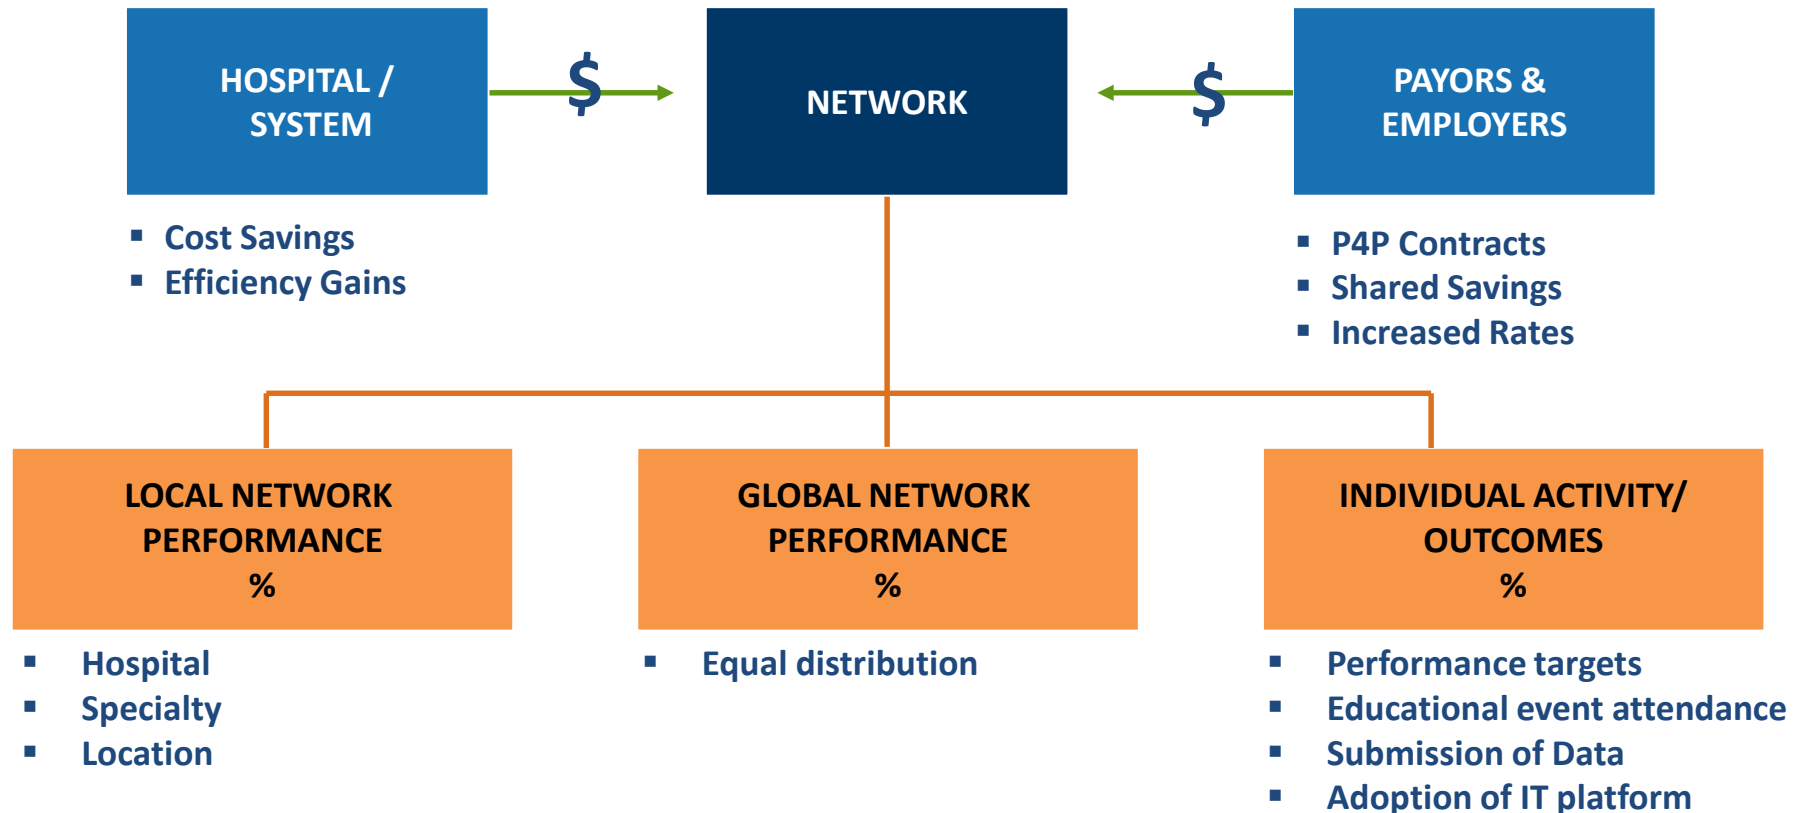 HOSPITAL /
SYSTEM
$
NETWORK
$
PAYORS &
EMPLOYERS
▪ Cost Savings
▪ Efficiency Gains
▪ P4P Contracts
▪ Shared Savings
▪ Increased Rates
LOCAL NETWORK
PERFORMANCE
%
GLOBAL NETWORK
PERFORMANCE
%
INDIVIDUAL ACTIVITY/
OUTCOMES
%
▪ Hospital
▪ Specialty
▪ Location
▪ Equal distribution
▪ Performance targets
▪ Educational event attendance
▪ Submission of Data
▪ Adoption of IT platform